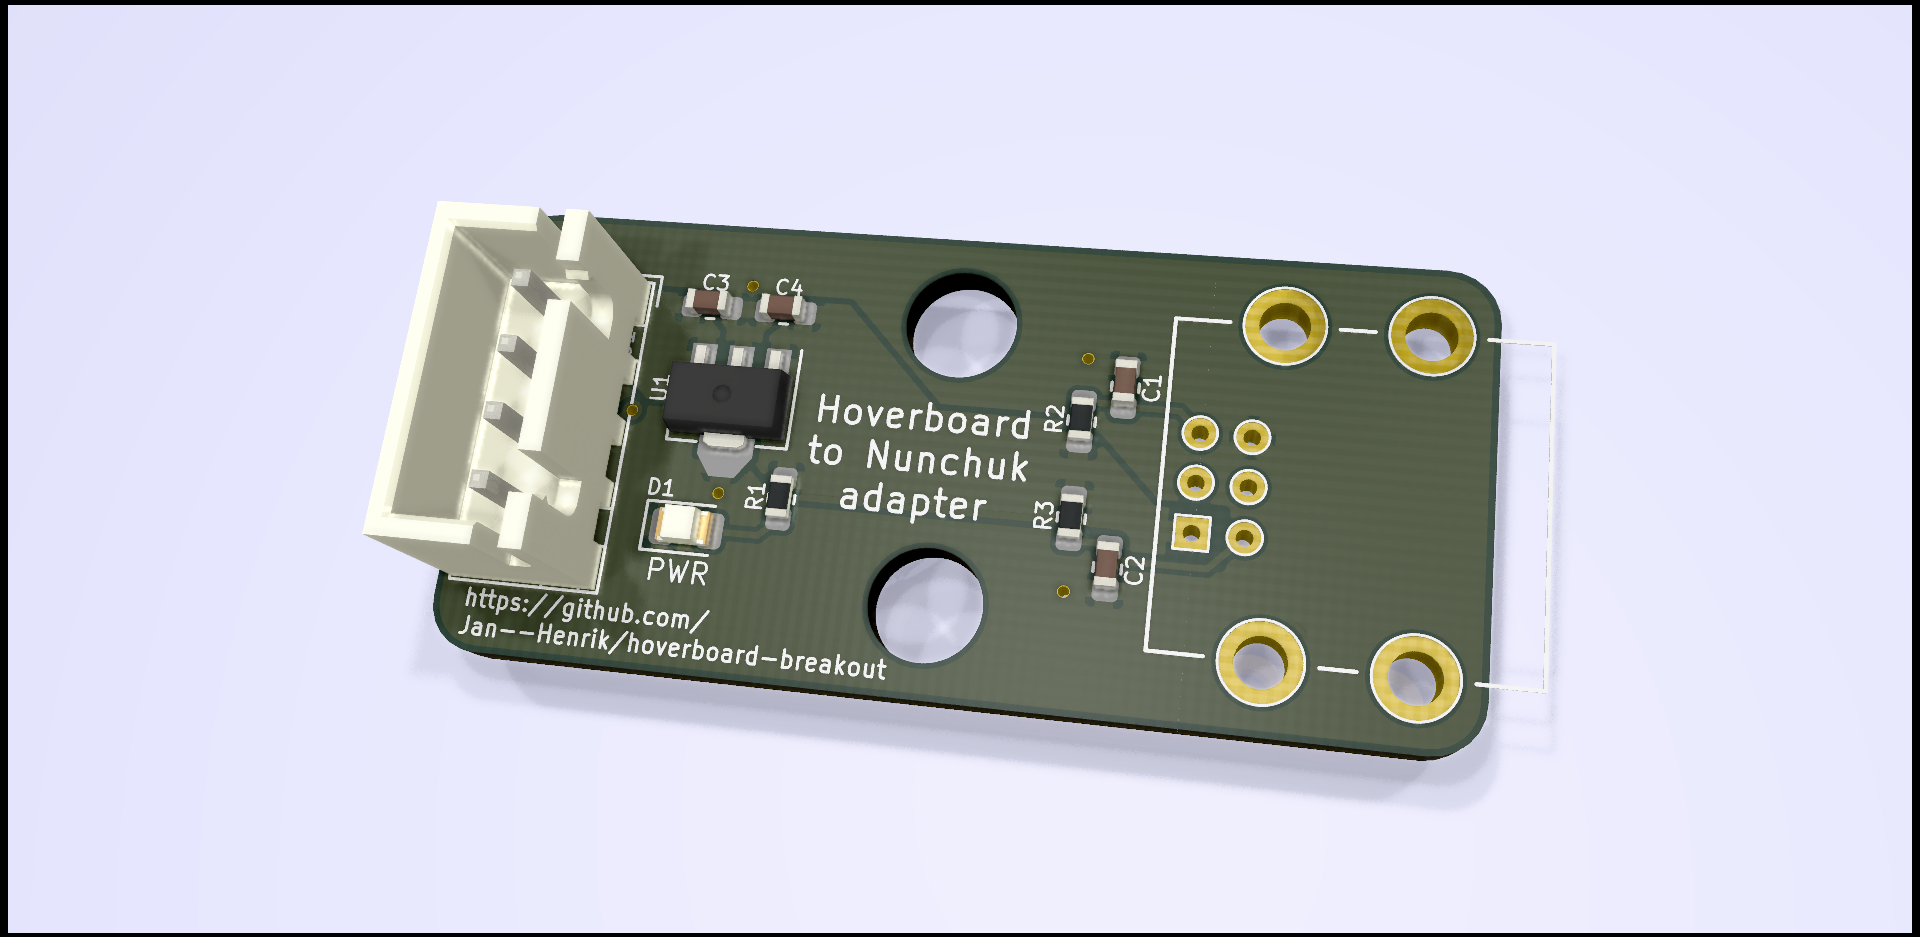 C3
C4
U1
C1
R2
Hoverboard
to Nunchuk
adapter
D1
R1
R3
C2
PWR
https://github.com/
Jan--Henrik/hoverboard-breakout